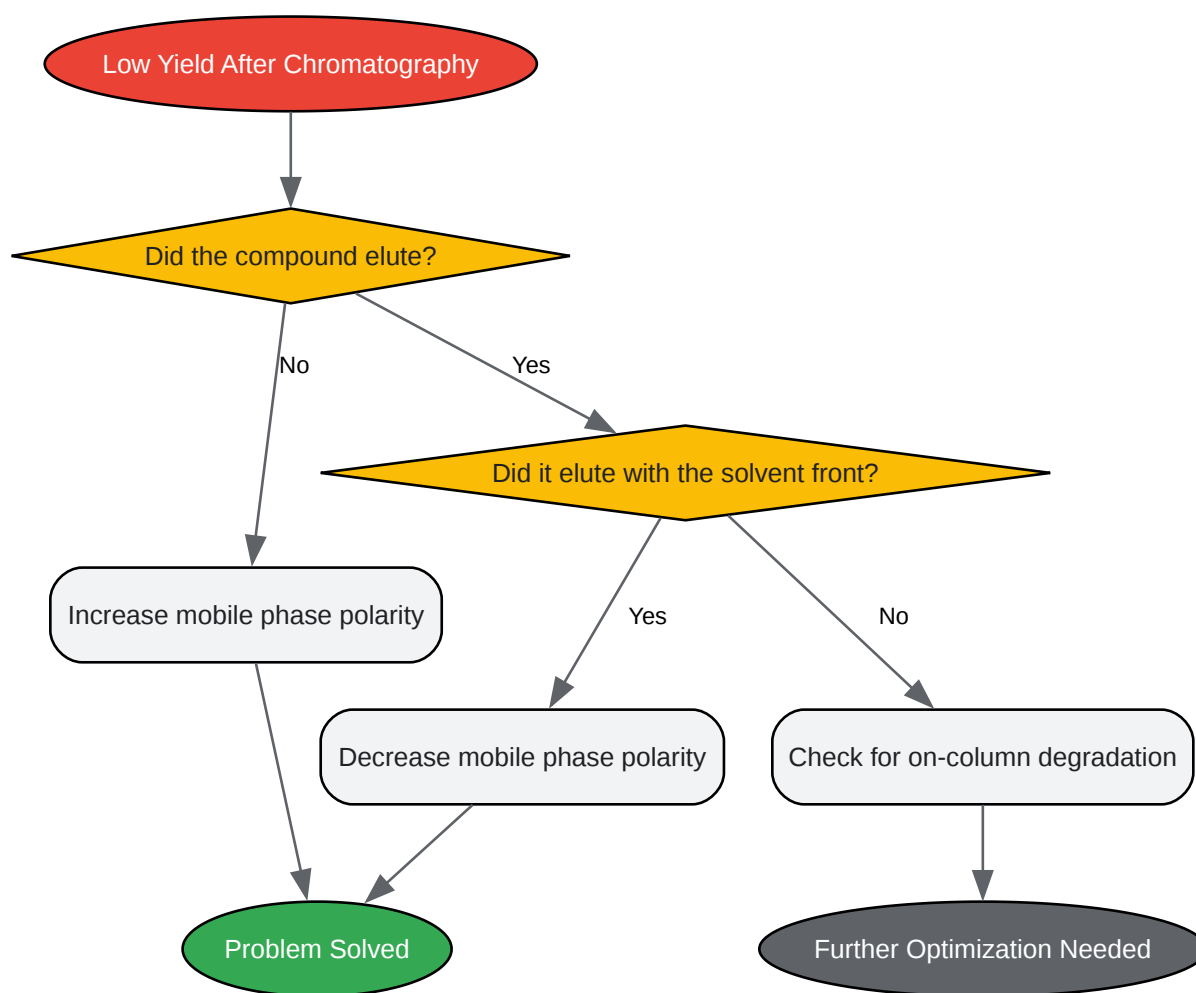 Low Yield After Chromatography
Did the compound elute?
No
Yes
Did it elute with the solvent front?
Increase mobile phase polarity
Yes
No
Decrease mobile phase polarity
Check for on-column degradation
Problem Solved
Further Optimization Needed